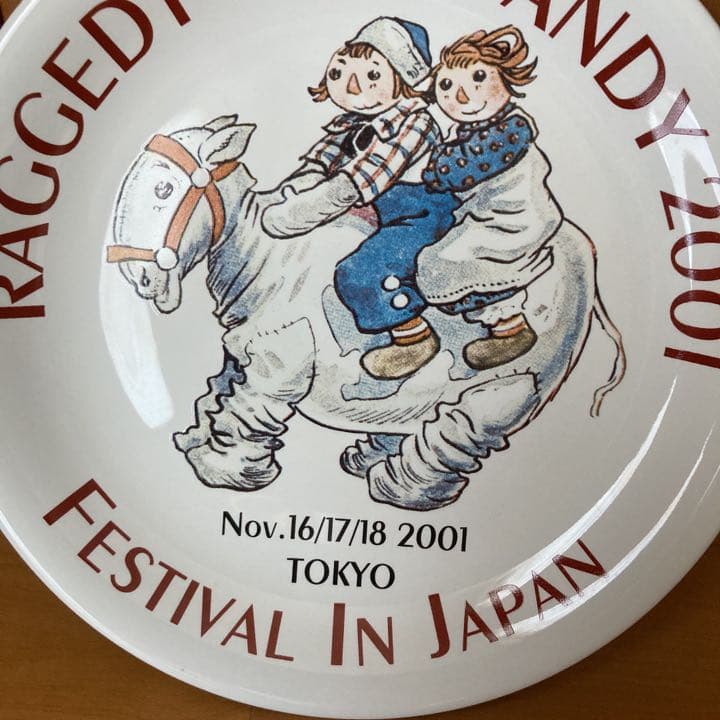 RAGGEDY ANDY 2001
Nov.16/17/18 2001
TOKYO
FESTIVAL IN JAPAN